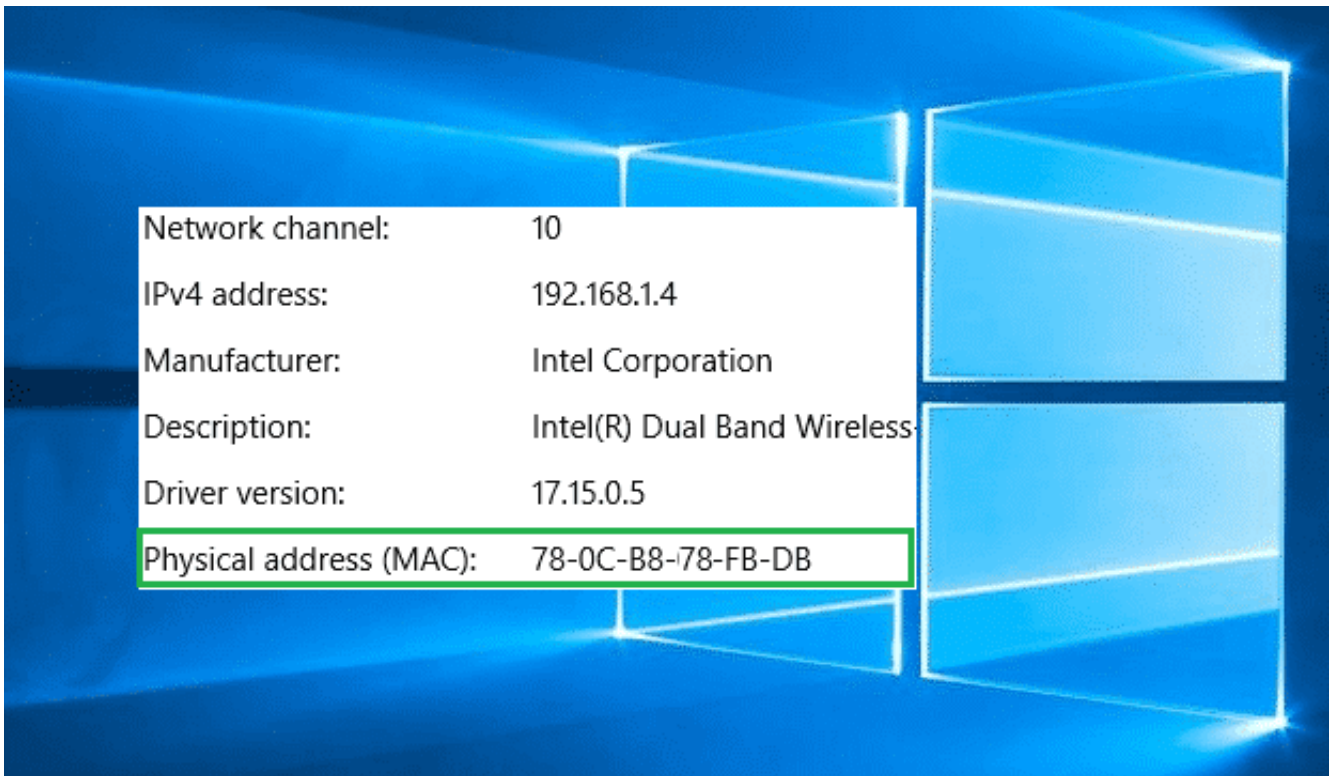 Network channel: 10
IPv4 address: 192.168.1.4
Manufacturer: Intel Corporation
Description: Intel(R) Dual Band Wireless-
Driver version: 17.15.0.5
Physical address (MAC): 78-0C-B8-78-FB-DB